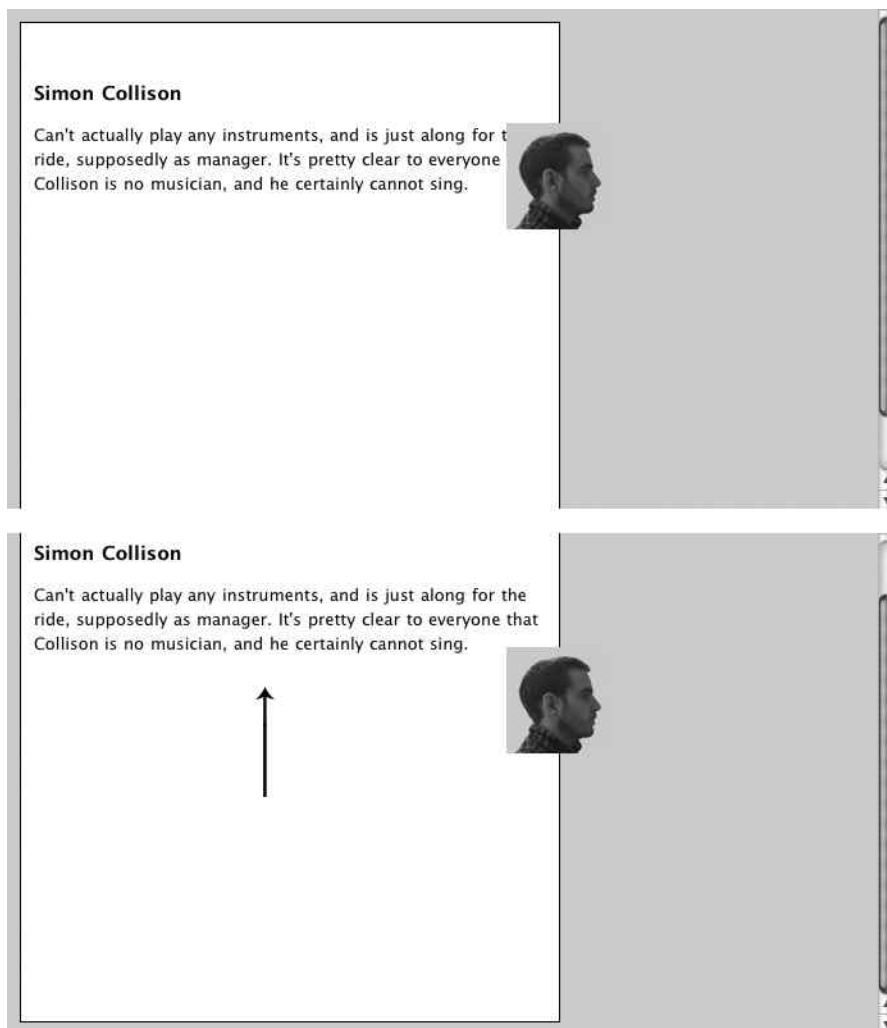 Simon Collison
Can't actually play any instruments, and is just along for t
ride, supposedly as manager. It's pretty clear to everyone
Collison is no musician, and he certainly cannot sing.
Simon Collison
Can't actually play any instruments, and is just along for the
ride, supposedly as manager. It's pretty clear to everyone that
Collison is no musician, and he certainly cannot sing.